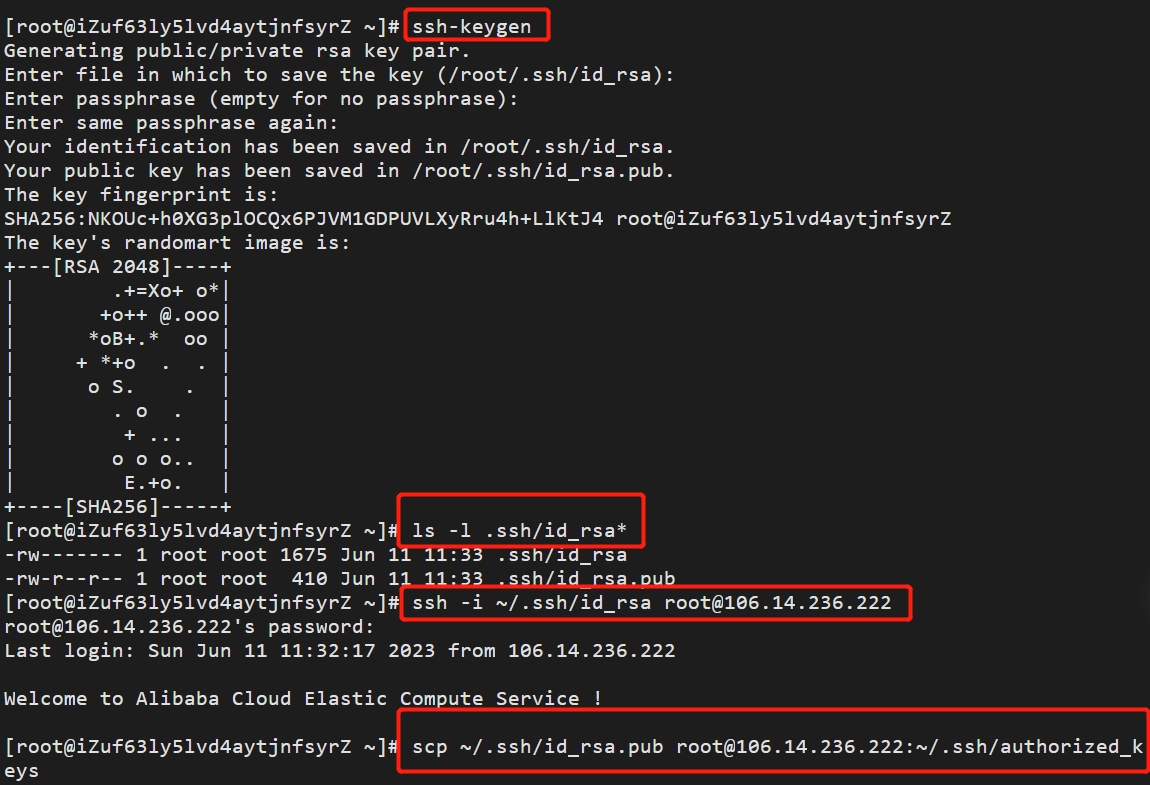 [root@iZuf63ly5lvd4aytjnfsyrZ ~]# ssh-keygen
Generating public/private rsa key pair.
Enter file in which to save the key (/root/.ssh/id_rsa):
Enter passphrase (empty for no passphrase):
Enter same passphrase again:
Your identification has been saved in /root/.ssh/id_rsa.
Your public key has been saved in /root/.ssh/id_rsa.pub.
The key fingerprint is:
SHA256:NKOUc+h0XG3plOCQx6PJVM1GDPUVLXyRru4h+LlKtJ4 root@iZuf63ly5lvd4aytjnfsyrZ
The key's randomart image is:
+---[RSA 2048]----+
|        .+=Xo+ o*|
|       +o++ @.ooo|
|      *oB+.*  oo |
|     + *+o  .  . |
|      o S.    .  |
|        . o  .   |
|         + ...   |
|        o o o..  |
|         E.+o.   |
+----[SHA256]-----+
[root@iZuf63ly5lvd4aytjnfsyrZ ~]# ls -l .ssh/id_rsa*
-rw------- 1 root root 1675 Jun 11 11:33 .ssh/id_rsa
-rw-r--r-- 1 root root  410 Jun 11 11:33 .ssh/id_rsa.pub
[root@iZuf63ly5lvd4aytjnfsyrZ ~]# ssh -i ~/.ssh/id_rsa root@106.14.236.222
root@106.14.236.222's password:
Last login: Sun Jun 11 11:32:17 2023 from 106.14.236.222
Welcome to Alibaba Cloud Elastic Compute Service !
[root@iZuf63ly5lvd4aytjnfsyrZ ~]# scp ~/.ssh/id_rsa.pub root@106.14.236.222:~/.ssh/authorized_k
eys